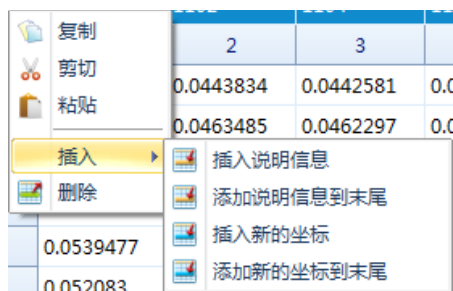 复制
剪切
粘贴
插入
删除
插入说明信息
添加说明信息到末尾
插入新的坐标
添加新的坐标到末尾
2 3
0.0443834 0.0442581
0.0463485 0.0462297
0.0539477
0.052083